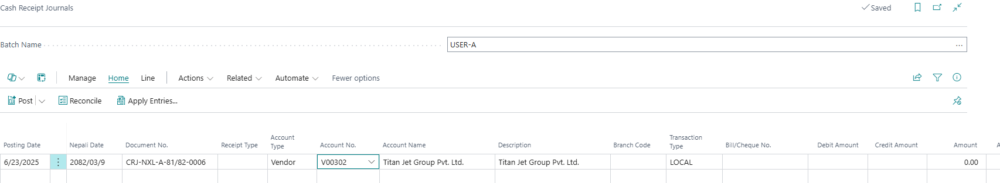 Cash Receipt Journals
Saved
Batch Name
USER-A
Manage Home Line Actions Related Automate Fewer options
Post Reconcile Apply Entries...
Posting Date Nepali Date Document No. Receipt Type Account Type Account No. Account Name Description Branch Code Transaction Type Bill/Cheque No. Debit Amount Credit Amount Amount A
6/23/2025 2082/03/9 CRJ-NXL-A-81/82-0006 Vendor V00302 Titan Jet Group Pvt. Ltd. Titan Jet Group Pvt. Ltd. LOCAL 0.00